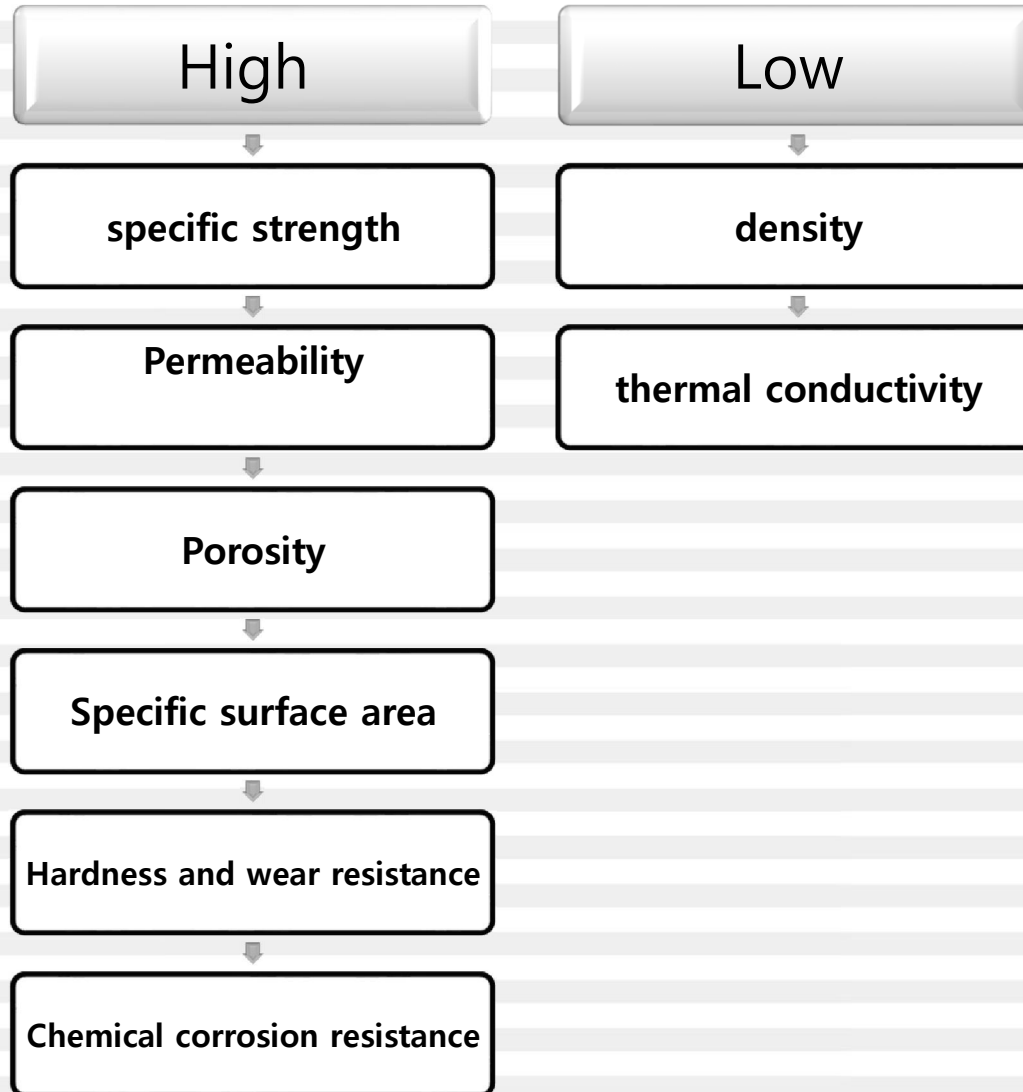 High
specific strength
Permeability
Porosity
Specific surface area
Hardness and wear resistance
Chemical corrosion resistance
Low
density
thermal conductivity